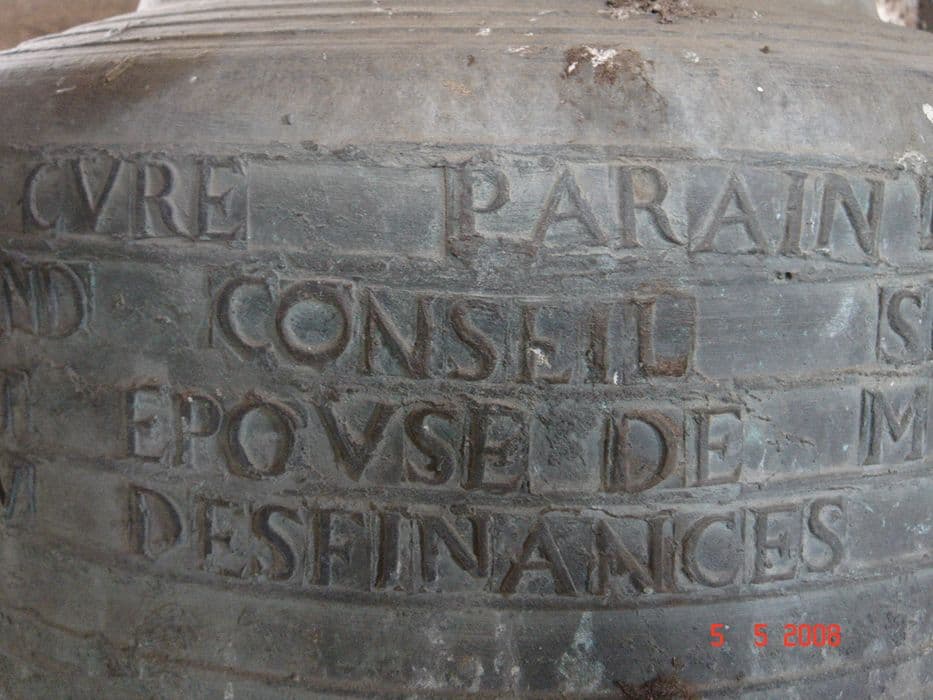 CVRE PARAIN
ND CONSEIL S
EPOVSE DE M
DESFINANCES
5 5 2008